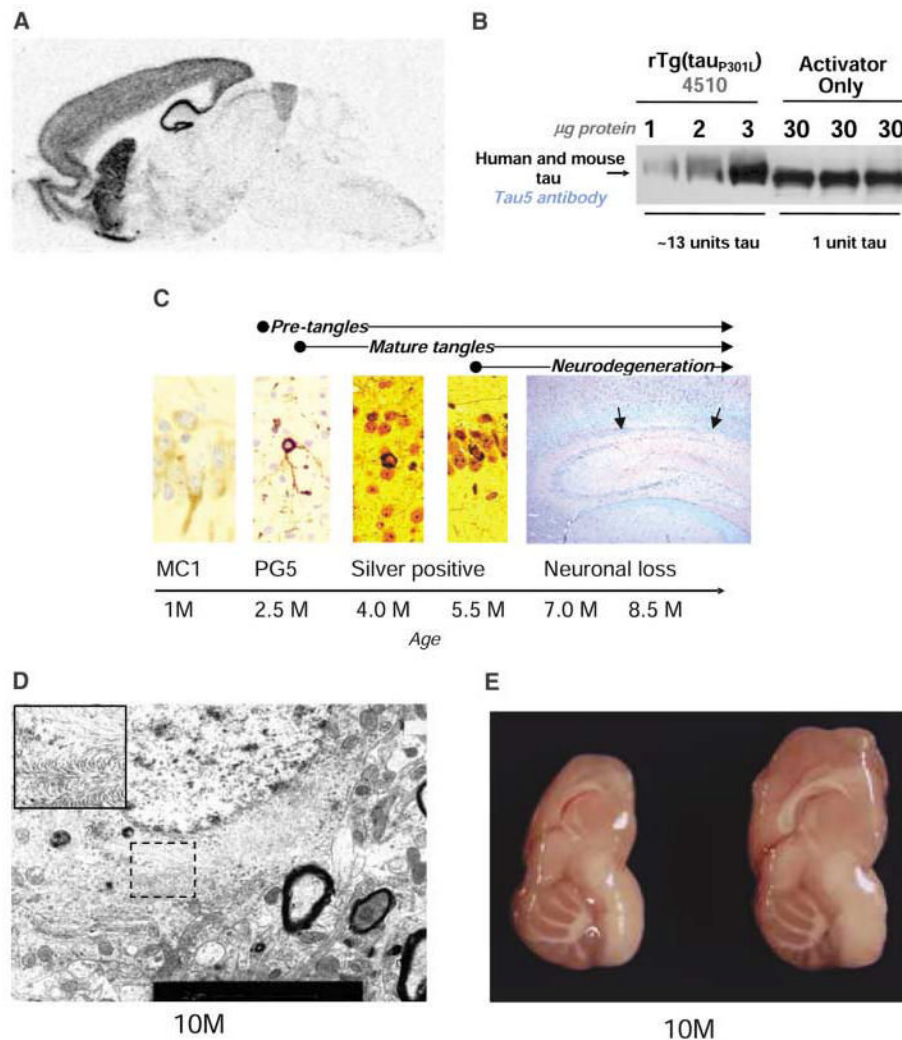 A
B
rTg(tauP301L)
4510
Activator
Only
µg protein 1 2 3 30 30 30
Human and mouse
tau
Tau5 antibody
~13 units tau
1 unit tau
C
Pre-tangles
Mature tangles
Neurodegeneration
MC1 PG5 Silver positive Neuronal loss
1M 2.5 M 4.0 M 5.5 M 7.0 M 8.5 M
Age
D
E
10M
10M